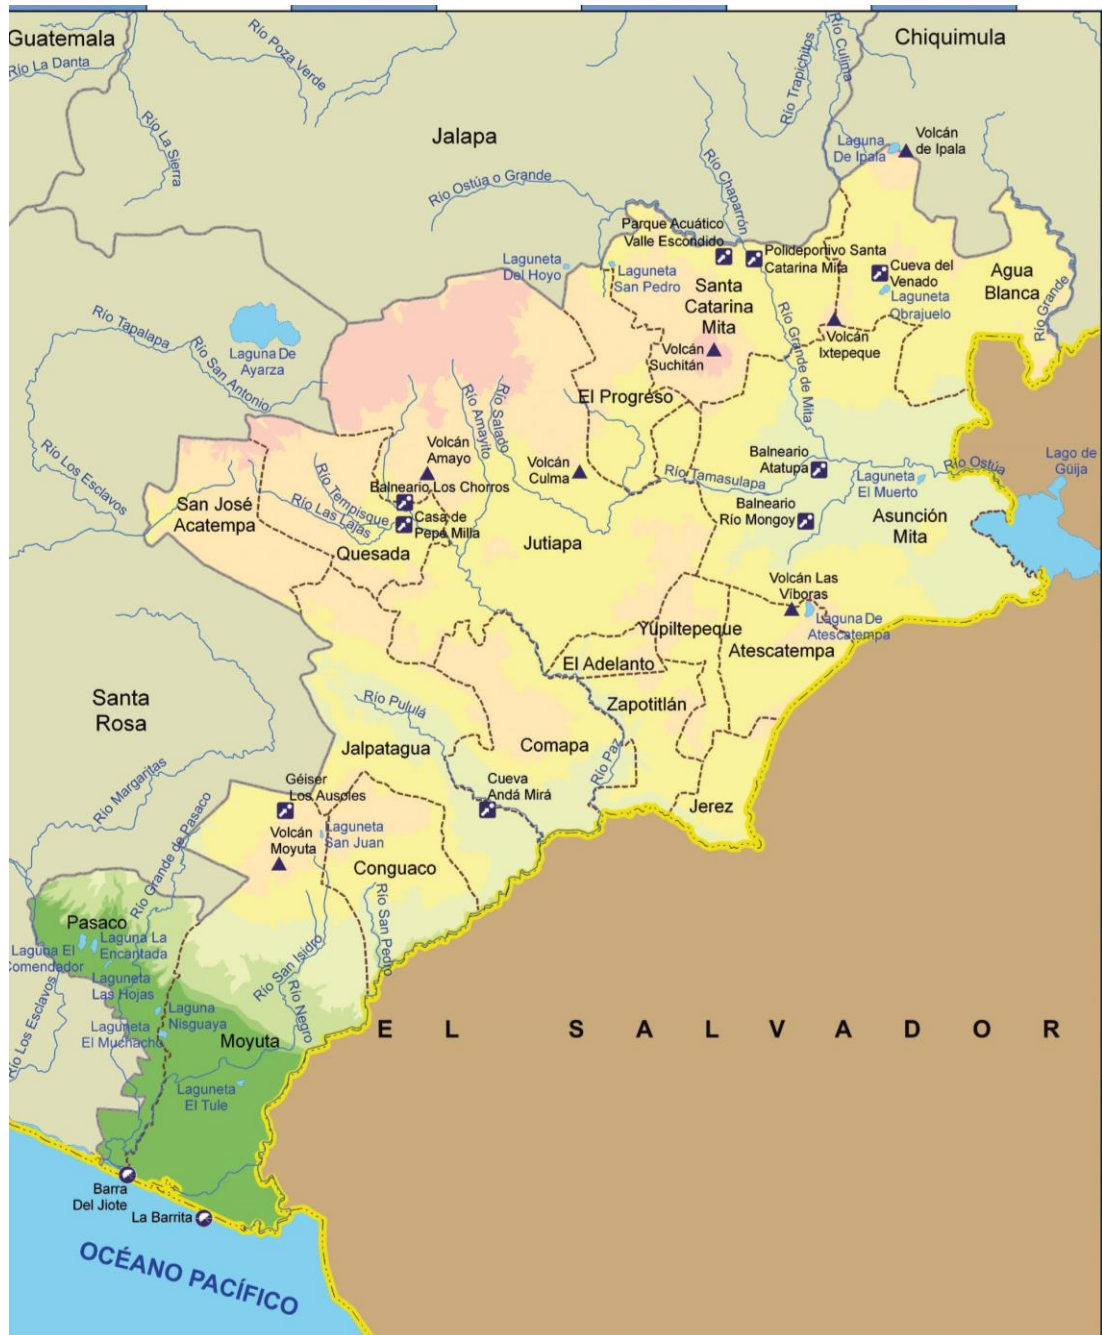 Guatemala
Río La Danta
Río Poza Verde
Río La Sierra
Jalapa
Río Ostúa o Grande
Río Chaparrón
Río Trapichitos
Río Culima
Chiquimula
Laguna
De Ipala
Volcán
de Ipala
Parque Acuático
Valle Escondido
Polideportivo Santa
Catarina Mita
Cueva del
Venado
Laguneta
Obrajuelo
Agua
Blanca
Río Grande
Laguneta
Del Hoyo
Laguneta
San Pedro
Santa
Catarina
Mita
Volcán
Suchitán
Volcán
Ixtepeque
Río Grande de Mita
Río Tapalapa
Río San Antonio
Laguna De
Ayarza
Río Los Esclavos
El Progreso
Río Salado
Río Amayito
Volcán
Amayo
Volcán
Culma
Balneario Los Chorros
Casa de
Pepe Milla
Río Tempisque
Río Las Lajas
San José
Acatempa
Quesada
Jutiapa
Río Tamasulapa
Balneario
Atatupa
Balneario
Río Mongoy
Laguneta
El Muerto
Río Ostúa
Lago de
Güija
Asunción
Mita
Volcán Las
Víboras
Laguna De
Atescatempa
Yupiltepeque
Atescatempa
El Adelanto
Zapotitlán
Santa
Rosa
Río Pululá
Jalpatagua
Comapa
Río Paz
Cueva
Andá Mirá
Jerez
Río Margaritas
Río Grande de Pasaco
Géiser
Los Ausoles
Volcán
Moyuta
Laguneta
San Juan
Conguaco
Río San Pedro
Pasaco
Laguna El
Comendador
Laguna La
Encantada
Laguneta
Las Hojas
Laguna
Nisguaya
Laguneta
El Muchacho
Río Los Esclavos
Río San Isidro
Río Negro
Moyuta
Laguneta
El Tule
EL SALVADOR
Barra
Del Jiote
La Barrita
OCÉANO PACÍFICO